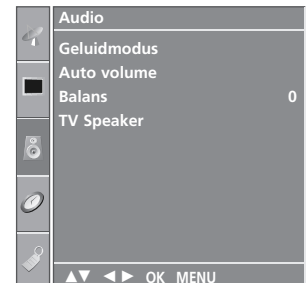 Audio
Geluidmodus
Auto volume
Balans 0
TV Speaker
▲▼ ◄► OK MENU